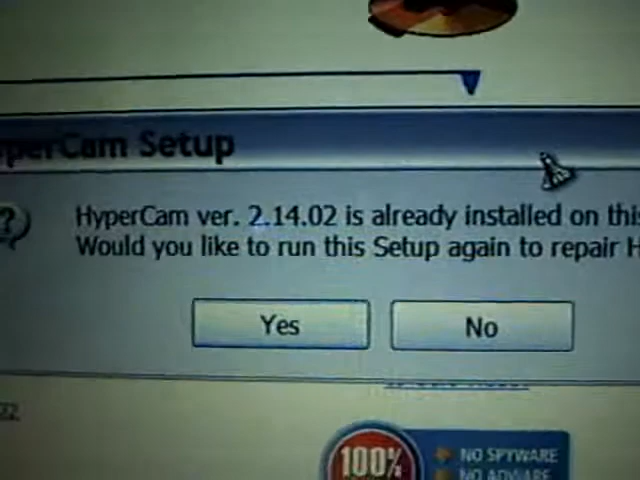 perCam Setup
HyperCam ver. 2.14.02 is already installed on this
Would you like to run this Setup again to repair H
Yes
No
100%
NO SPYWARE
NO ADWARE